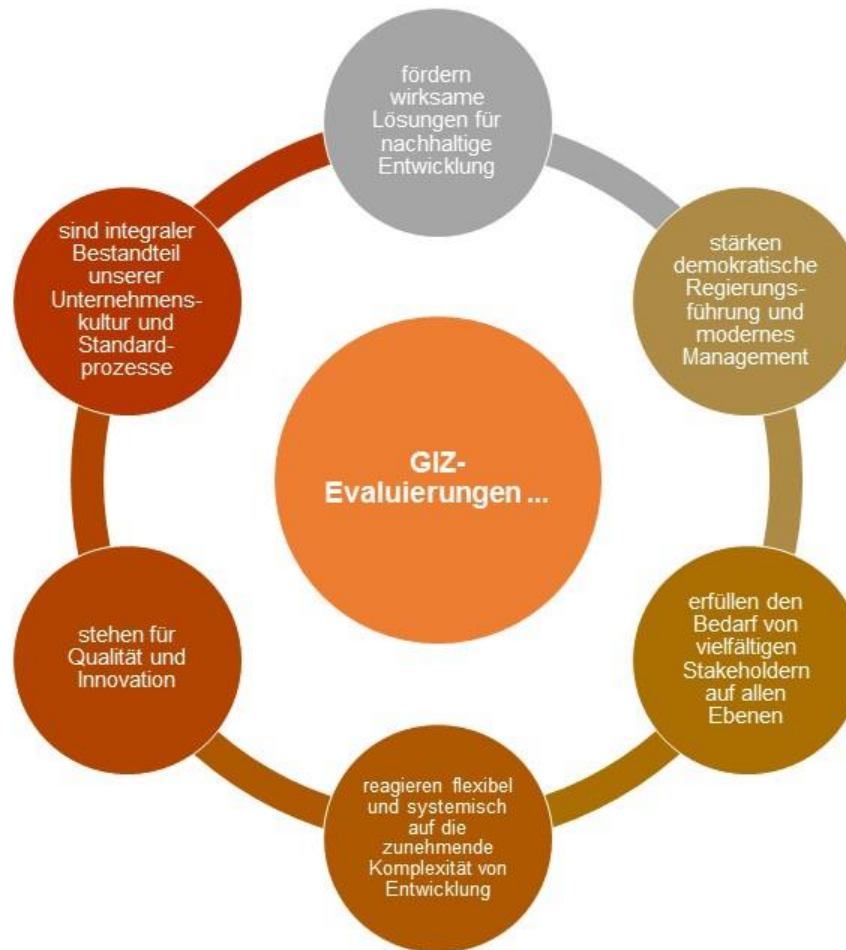 fördern
wirksame
Lösungen für
nachhaltige
Entwicklung
stärken
demokratische
Regierungs-
führung und
modernes
Management
erfüllen den
Bedarf von
vielfältigen
Stakeholdern
auf allen
Ebenen
reagieren flexibel
und systemisch
auf die
zunehmende
Komplexität von
Entwicklung
stehen für
Qualität und
Innovation
sind integraler
Bestandteil
unserer
Unternehmens-
kultur und
Standard-
prozesse
GIZ-
Evaluierungen ...